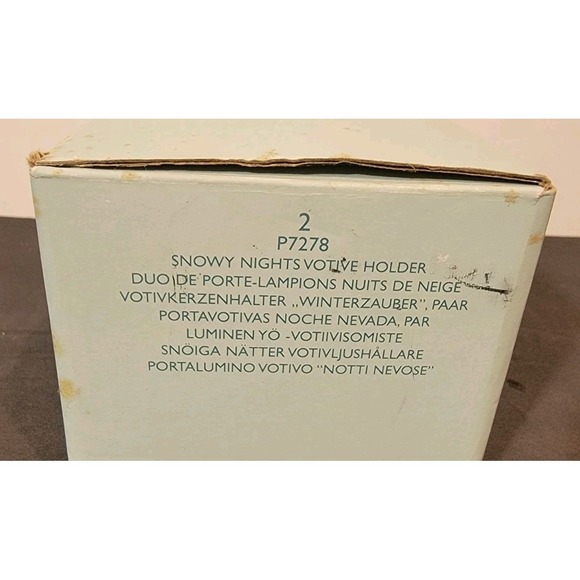 2
P7278
SNOWY NIGHTS VOTIVE HOLDER
DUO DE PORTE-LAMPIONS NUITS DE NEIGE
VOTIVKERZENHALTER „WINTERZAUBER”, PAAR
PORTAVOTIVAS NOCHE NEVADA, PAR
LUMINEN YÖ -VOTIIVISOMISTE
SNÖIGA NÄTTER VOTIVLJUSHÅLLARE
PORTALUMINO VOTIVO "NOTTI NEVOSE"